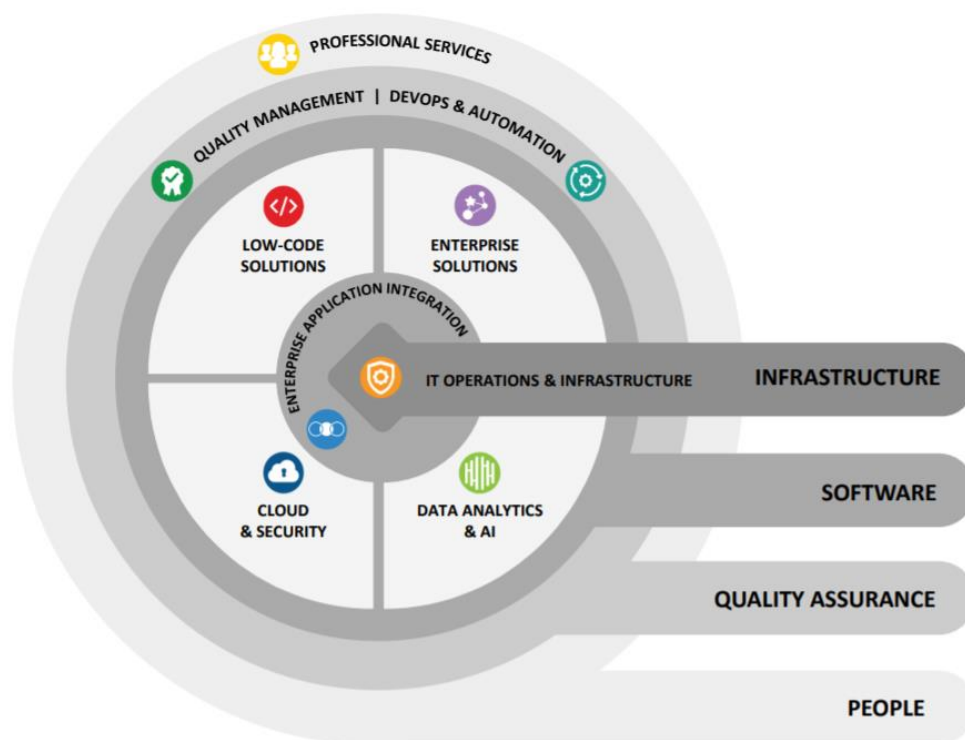 PROFESSIONAL SERVICES
QUALITY MANAGEMENT | DEVOPS & AUTOMATION
</>
LOW-CODE
SOLUTIONS
ENTERPRISE
SOLUTIONS
ENTERPRISE APPLICATION INTEGRATION
IT OPERATIONS & INFRASTRUCTURE
INFRASTRUCTURE
CLOUD
& SECURITY
DATA ANALYTICS
& AI
SOFTWARE
QUALITY ASSURANCE
PEOPLE